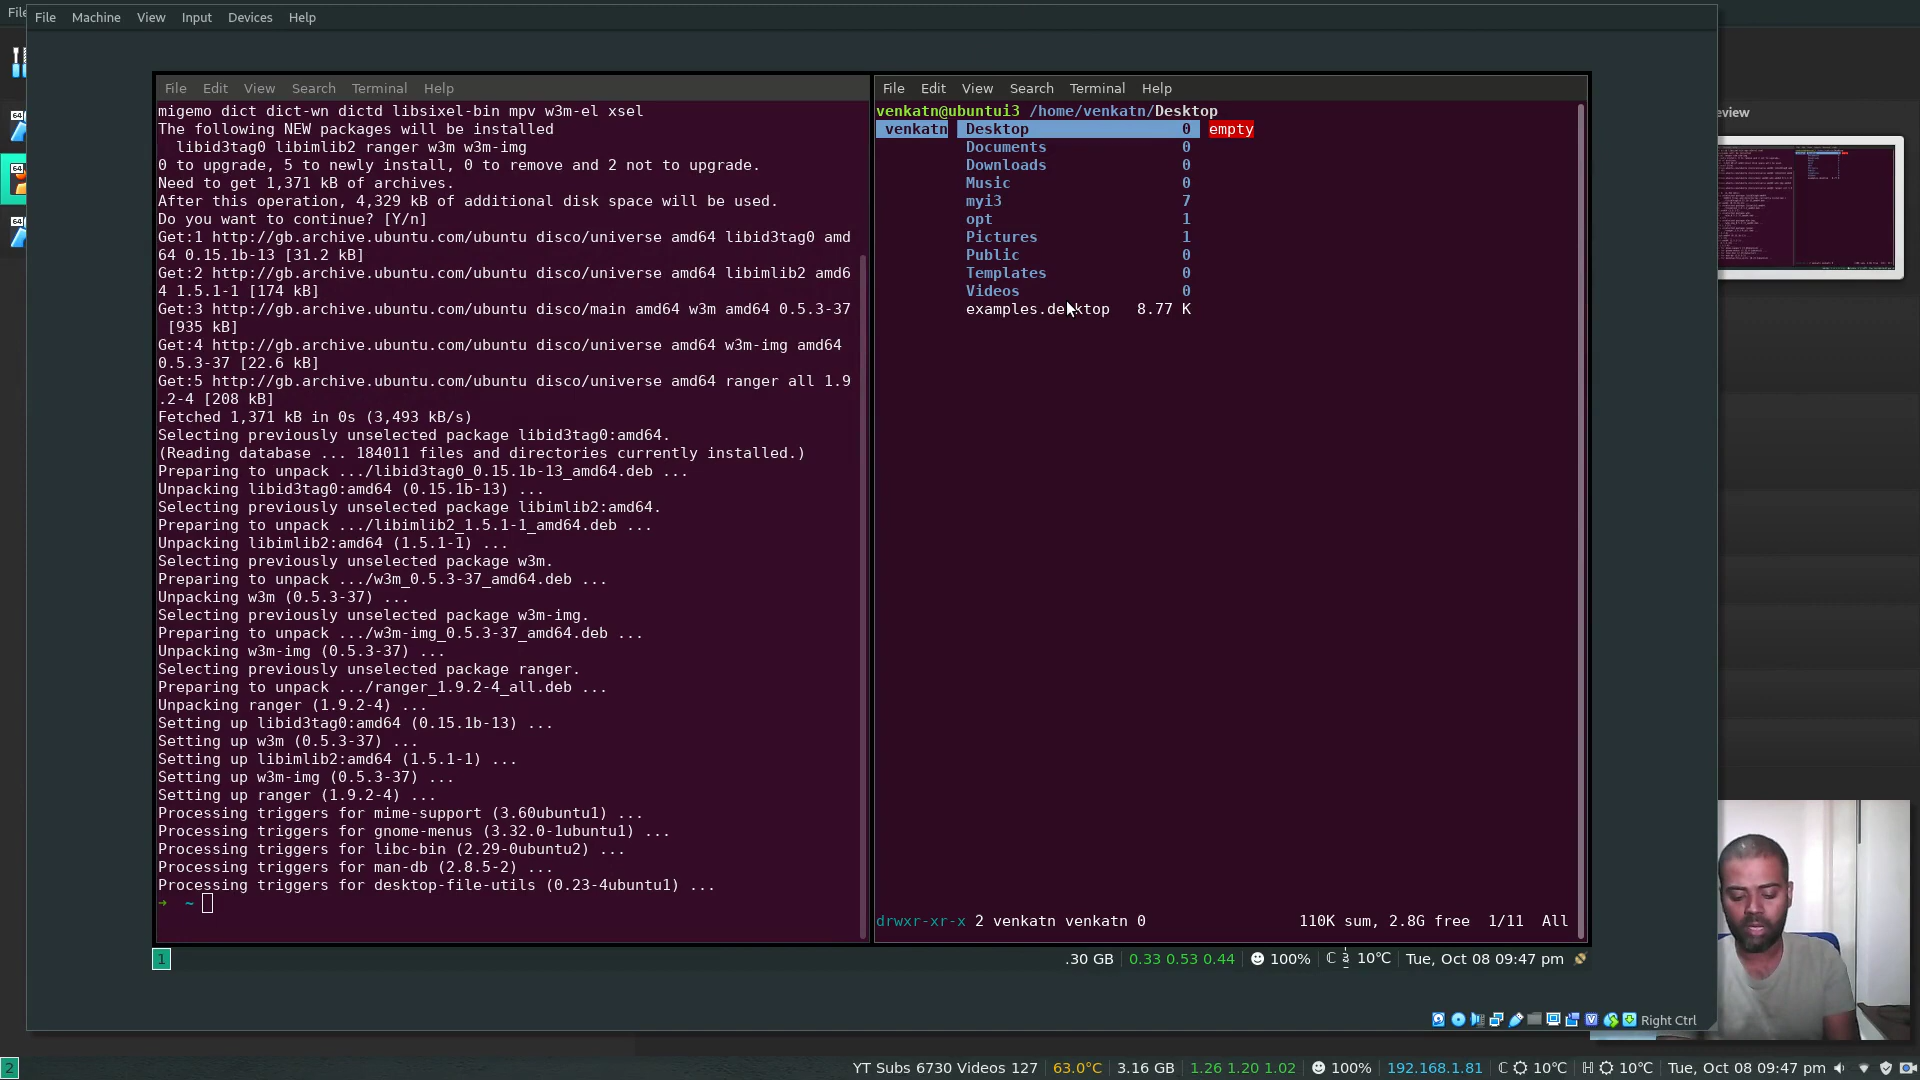 File
File Machine View Input Devices Help
File Edit View Search Terminal Help
migemo dict dict-wn dictd libsixel-bin mpv w3m-el xsel
The following NEW packages will be installed
libid3tag0 libimlib2 ranger w3m w3m-img
0 to upgrade, 5 to newly install, 0 to remove and 2 not to upgrade.
Need to get 1,371 kB of archives.
After this operation, 4,329 kB of additional disk space will be used.
Do you want to continue? [Y/n]
Get:1 http://gb.archive.ubuntu.com/ubuntu disco/universe amd64 libid3tag0 amd
64 0.15.1b-13 [31.2 kB]
Get:2 http://gb.archive.ubuntu.com/ubuntu disco/universe amd64 libimlib2 amd6
4 1.5.1-1 [174 kB]
Get:3 http://gb.archive.ubuntu.com/ubuntu disco/main amd64 w3m amd64 0.5.3-37
[935 kB]
Get:4 http://gb.archive.ubuntu.com/ubuntu disco/universe amd64 w3m-img amd64
0.5.3-37 [22.6 kB]
Get:5 http://gb.archive.ubuntu.com/ubuntu disco/universe amd64 ranger all 1.9
.2-4 [208 kB]
Fetched 1,371 kB in 0s (3,493 kB/s)
Selecting previously unselected package libid3tag0:amd64.
(Reading database ... 184011 files and directories currently installed.)
Preparing to unpack .../libid3tag0_0.15.1b-13_amd64.deb ...
Unpacking libid3tag0:amd64 (0.15.1b-13) ...
Selecting previously unselected package libimlib2:amd64.
Preparing to unpack .../libimlib2_1.5.1-1_amd64.deb ...
Unpacking libimlib2:amd64 (1.5.1-1) ...
Selecting previously unselected package w3m.
Preparing to unpack .../w3m_0.5.3-37_amd64.deb ...
Unpacking w3m (0.5.3-37) ...
Selecting previously unselected package w3m-img.
Preparing to unpack .../w3m-img_0.5.3-37_amd64.deb ...
Unpacking w3m-img (0.5.3-37) ...
Selecting previously unselected package ranger.
Preparing to unpack .../ranger_1.9.2-4_all.deb ...
Unpacking ranger (1.9.2-4) ...
Setting up libid3tag0:amd64 (0.15.1b-13) ...
Setting up w3m (0.5.3-37) ...
Setting up libimlib2:amd64 (1.5.1-1) ...
Setting up w3m-img (0.5.3-37) ...
Setting up ranger (1.9.2-4) ...
Processing triggers for mime-support (3.60ubuntu1) ...
Processing triggers for gnome-menus (3.32.0-1ubuntu1) ...
Processing triggers for libc-bin (2.29-0ubuntu2) ...
Processing triggers for man-db (2.8.5-2) ...
Processing triggers for desktop-file-utils (0.23-4ubuntu1) ...
➜ ~
File Edit View Search Terminal Help
venkatn@ubuntui3 /home/venkatn/Desktop
venkatn Desktop 0 empty
Documents 0
Downloads 0
Music 0
myi3 7
opt 1
Pictures 1
Public 0
Templates 0
Videos 0
examples.desktop 8.77 K
drwxr-xr-x 2 venkatn venkatn 0 110K sum, 2.8G free 1/11 All
1 .30 GB 0.33 0.53 0.44 100% 10℃ Tue, Oct 08 09:47 pm
eview
64
64
64
Right Ctrl
2 YT Subs 6730 Videos 127 63.0°C 3.16 GB 1.26 1.20 1.02 100% 192.168.1.81 ℂ 10℃ ℍ 10℃ Tue, Oct 08 09:47 pm